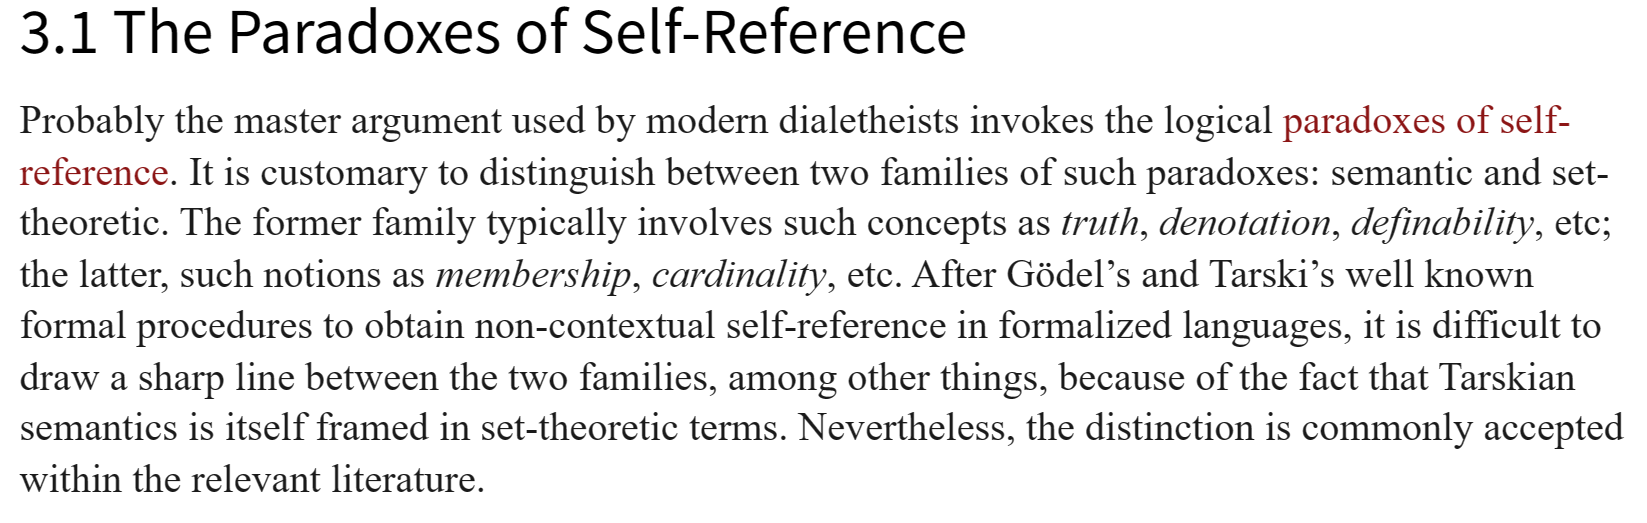 3.1 The Paradoxes of Self-Reference
Probably the master argument used by modern dialetheists invokes the logical paradoxes of self-
reference. It is customary to distinguish between two families of such paradoxes: semantic and set-
theoretic. The former family typically involves such concepts as truth, denotation, definability, etc;
the latter, such notions as membership, cardinality, etc. After Gödel’s and Tarski’s well known
formal procedures to obtain non-contextual self-reference in formalized languages, it is difficult to
draw a sharp line between the two families, among other things, because of the fact that Tarskian
semantics is itself framed in set-theoretic terms. Nevertheless, the distinction is commonly accepted
within the relevant literature.